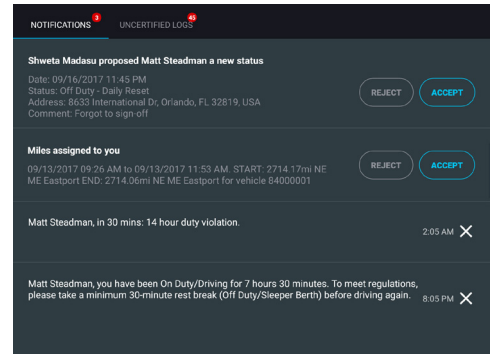 NOTIFICATIONS 3 UNCERTIFIED LOGS 45
Shweta Madasu proposed Matt Steadman a new status
Date: 09/16/2017 11:45 PM
Status: Off Duty - Daily Reset
Address: 8633 International Dr, Orlando, FL 32819, USA
Comment: Forgot to sign-off
REJECT ACCEPT
Miles assigned to you
09/13/2017 09:26 AM to 09/13/2017 11:53 AM. START: 2714.17mi NE
ME Eastport END: 2714.06mi NE ME Eastport for vehicle 84000001
REJECT ACCEPT
Matt Steadman, in 30 mins: 14 hour duty violation.
2:05 AM
Matt Steadman, you have been On Duty/Driving for 7 hours 30 minutes. To meet regulations,
please take a minimum 30-minute rest break (Off Duty/Sleeper Berth) before driving again.
8:05 PM